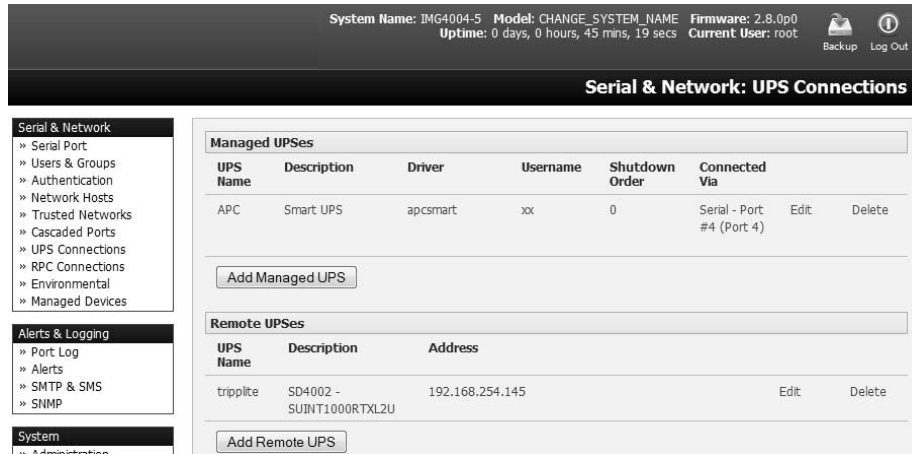 System Name: IMG4004-5 Model: CHANGE_SYSTEM_NAME Firmware: 2.8.0p0
Uptime: 0 days, 0 hours, 45 mins, 19 secs Current User: root
Backup Log Out
Serial & Network: UPS Connections
Serial & Network
» Serial Port
» Users & Groups
» Authentication
» Network Hosts
» Trusted Networks
» Cascaded Ports
» UPS Connections
» RPC Connections
» Environmental
» Managed Devices
Alerts & Logging
» Port Log
» Alerts
» SMTP & SMS
» SNMP
System
» Administration
Managed UPSes
UPS Name Description Driver Username Shutdown Order Connected Via
APC Smart UPS apcsmart xx 0 Serial - Port #4 (Port 4) Edit Delete
Add Managed UPS
Remote UPSes
UPS Name Description Address
tripplite SD4002 - SUINT1000RTXL2U 192.168.254.145 Edit Delete
Add Remote UPS